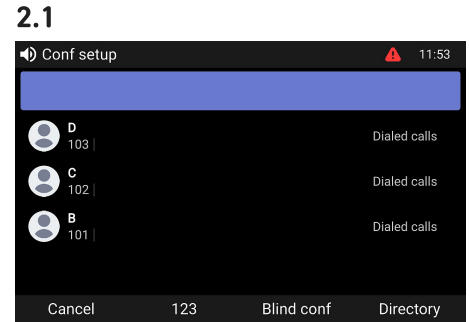 2.1
Conf setup 11:53
D
103 Dialed calls
C
102 Dialed calls
B
101 Dialed calls
Cancel 123 Blind conf Directory